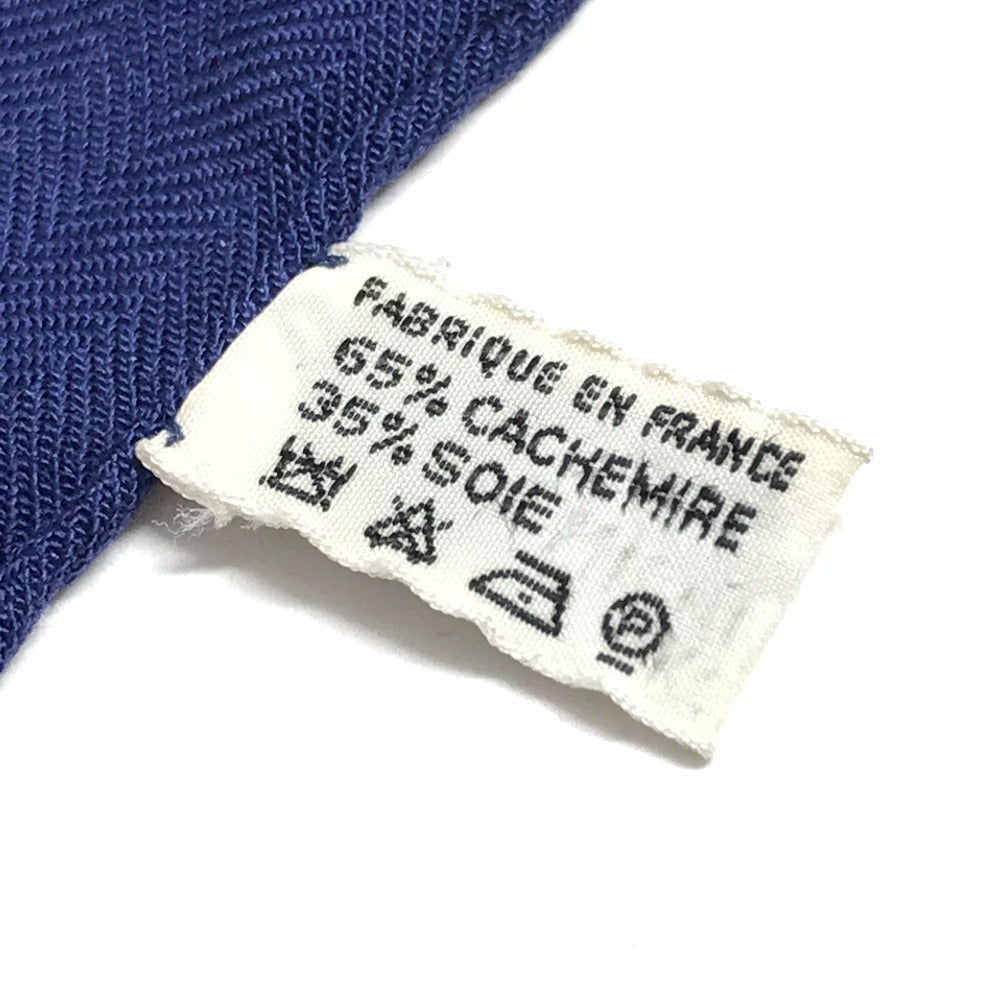 FABRIQUE EN FRANCE
65% CACHEMIRE
35% SOIE
P